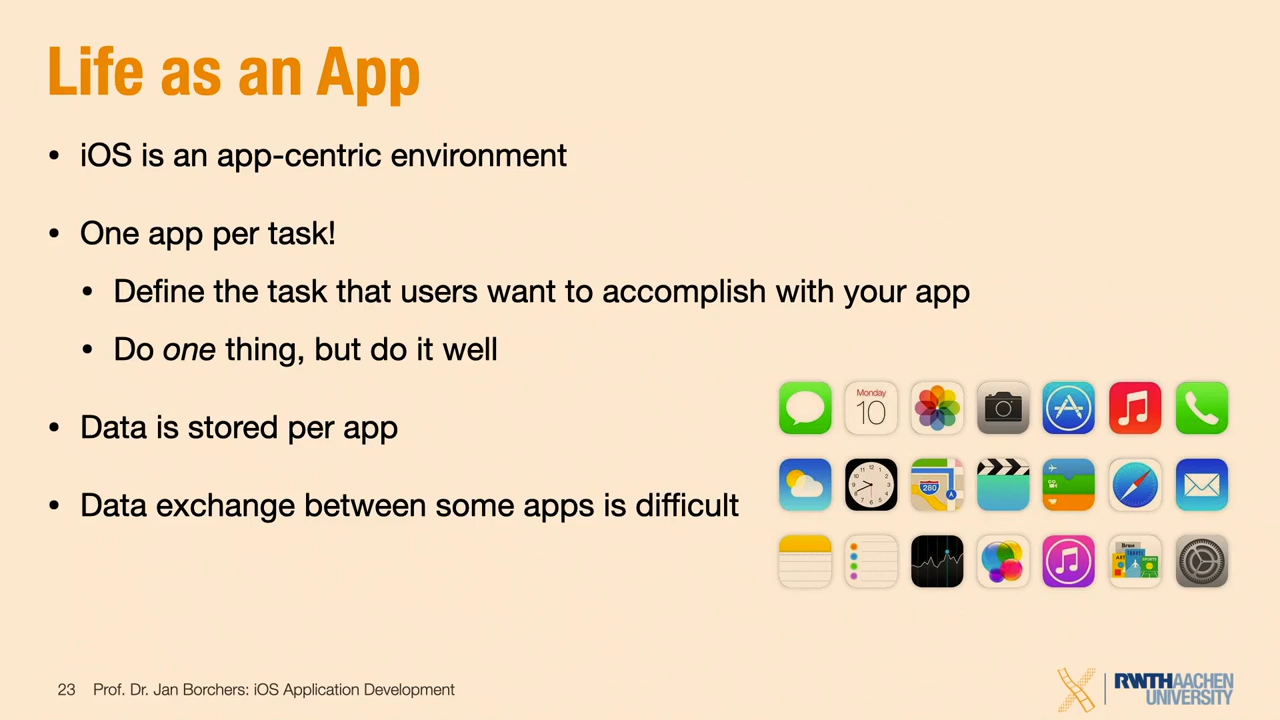 Life as an App
• iOS is an app-centric environment
• One app per task!
• Define the task that users want to accomplish with your app
• Do one thing, but do it well
• Data is stored per app
• Data exchange between some apps is difficult
Monday
10
280
23 Prof. Dr. Jan Borchers: iOS Application Development
RWTH AACHEN
UNIVERSITY